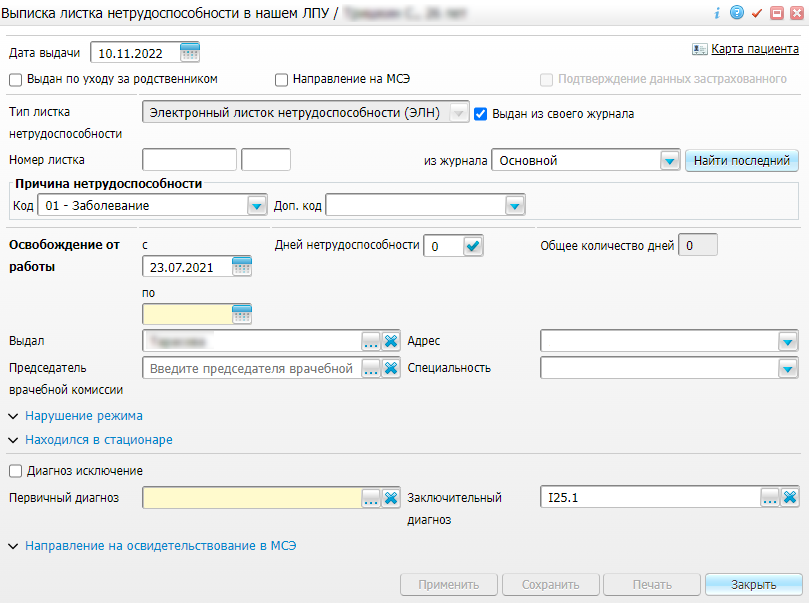 Выписка листка нетрудоспособности в нашем ЛПУ /
Дата выдачи 10.11.2022 Карта пациента
Выдан по уходу за родственником Направление на МСЭ Подтверждение данных застрахованного
Тип листка нетрудоспособности Электронный листок нетрудоспособности (ЭЛН) Выдан из своего журнала
Номер листка из журнала Основной Найти последний
Причина нетрудоспособности
Код 01 - Заболевание Доп. код
Освобождение от работы с Дней нетрудоспособности 0 Общее количество дней 0
23.07.2021
по
Выдал ... Адрес
Председатель врачебной комиссии Введите председателя врачебной ... Специальность
Нарушение режима
Находился в стационаре
Диагноз исключение
Первичный диагноз ... Заключительный диагноз I25.1 ...
Направление на освидетельствование в МСЭ
Применить Сохранить Печать Закрыть